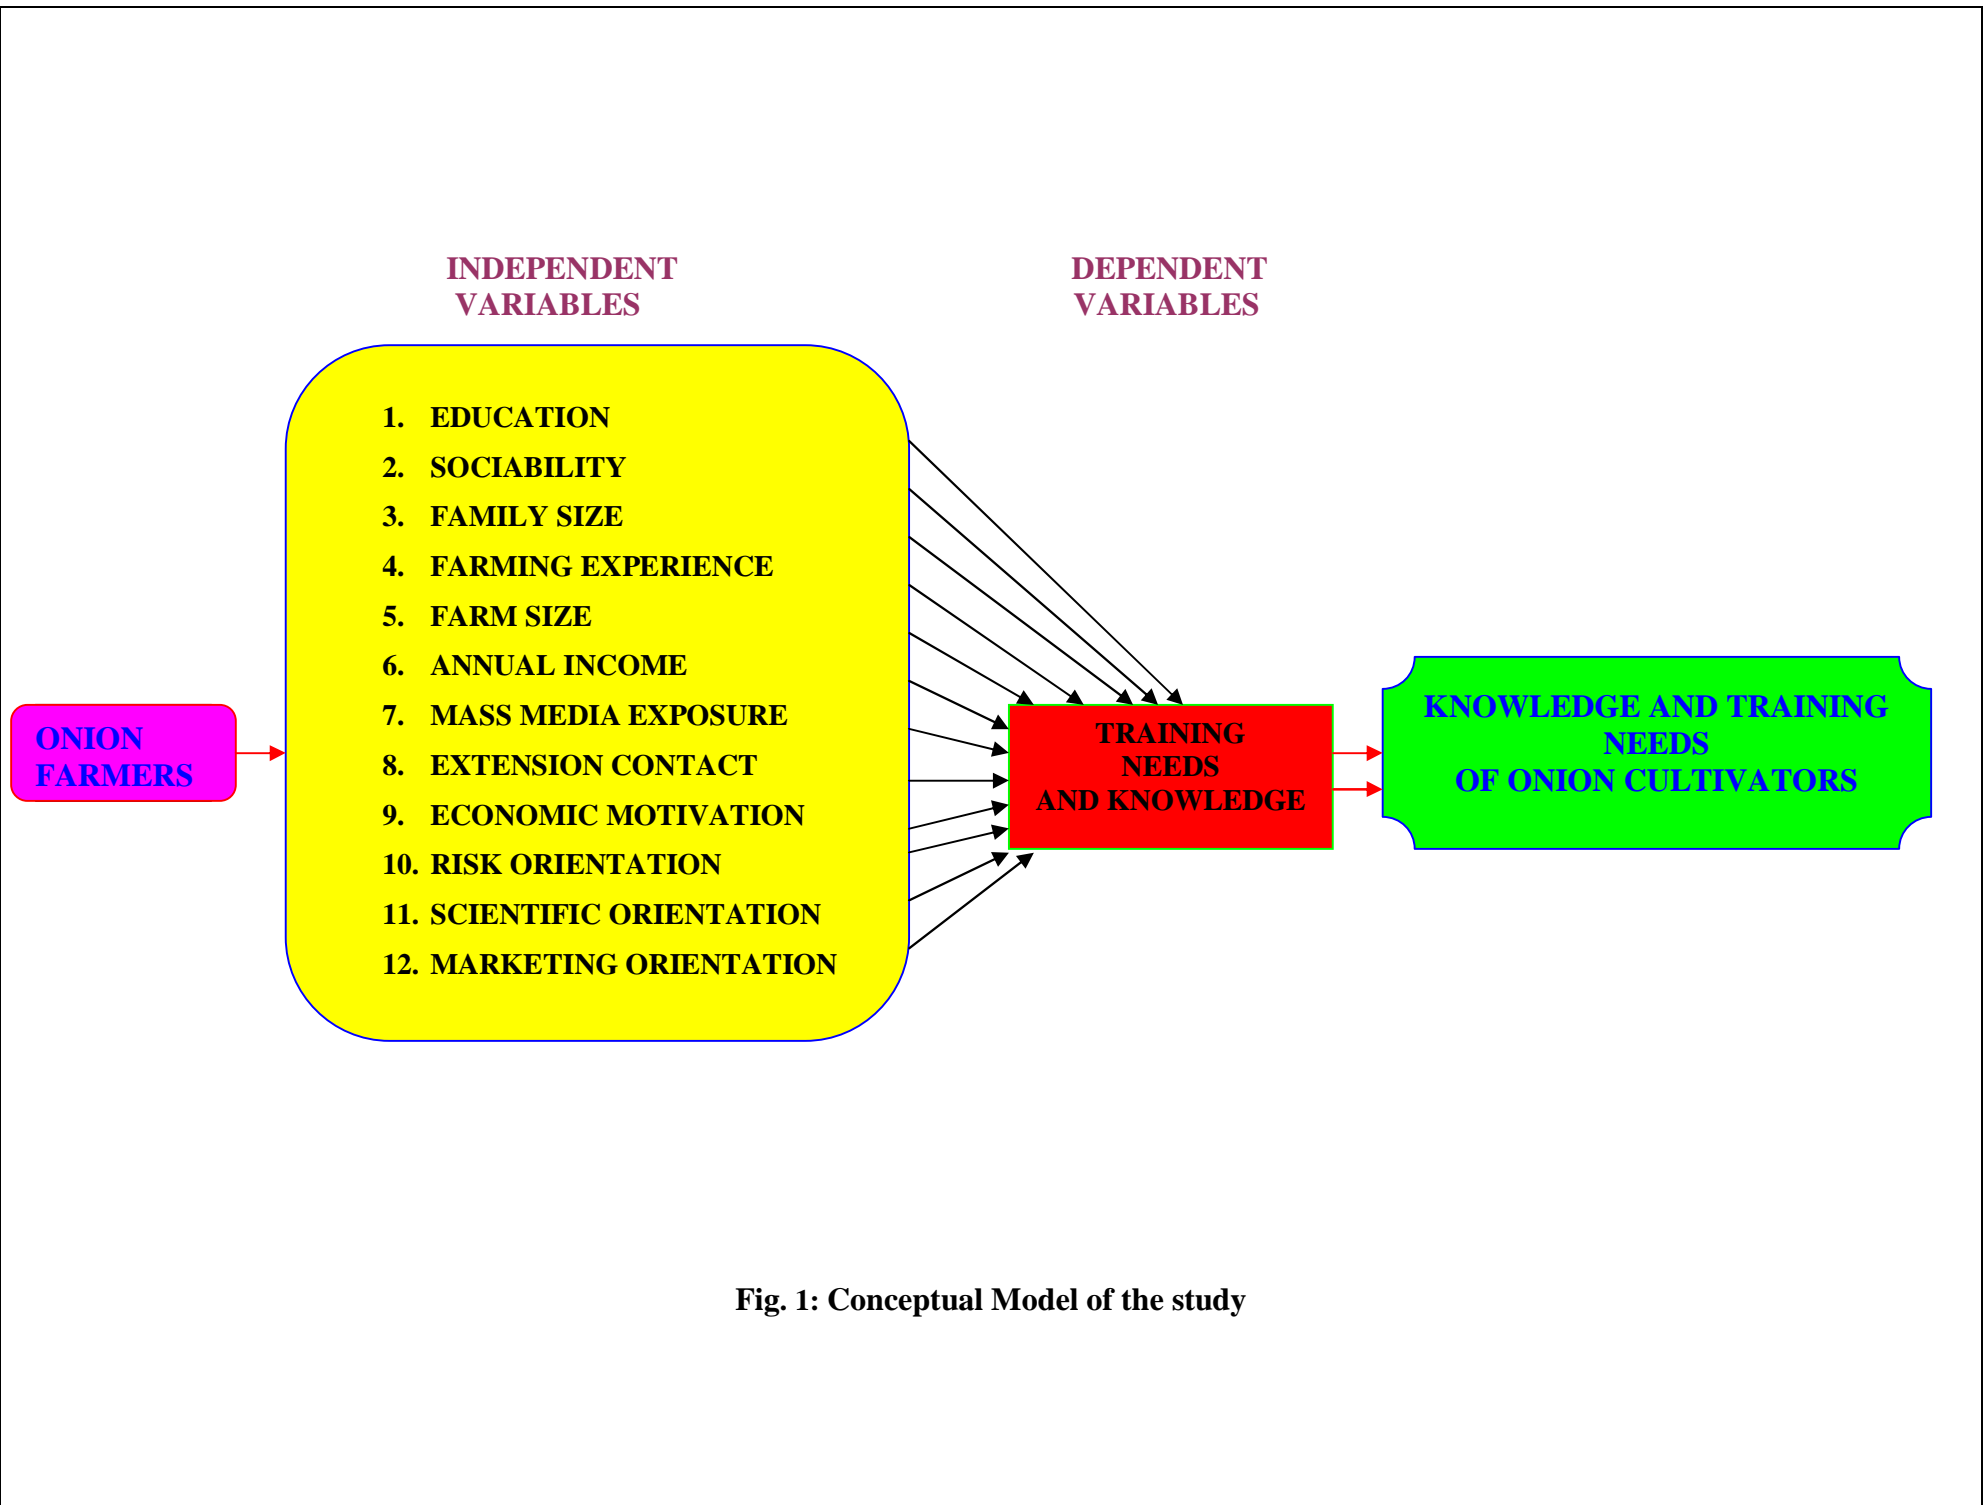 INDEPENDENT
VARIABLES
DEPENDENT
VARIABLES
1. EDUCATION
2. SOCIABILITY
3. FAMILY SIZE
4. FARMING EXPERIENCE
5. FARM SIZE
6. ANNUAL INCOME
7. MASS MEDIA EXPOSURE
8. EXTENSION CONTACT
9. ECONOMIC MOTIVATION
10. RISK ORIENTATION
11. SCIENTIFIC ORIENTATION
12. MARKETING ORIENTATION
ONION
FARMERS
TRAINING
NEEDS
AND KNOWLEDGE
KNOWLEDGE AND TRAINING
NEEDS
OF ONION CULTIVATORS
Fig. 1: Conceptual Model of the study